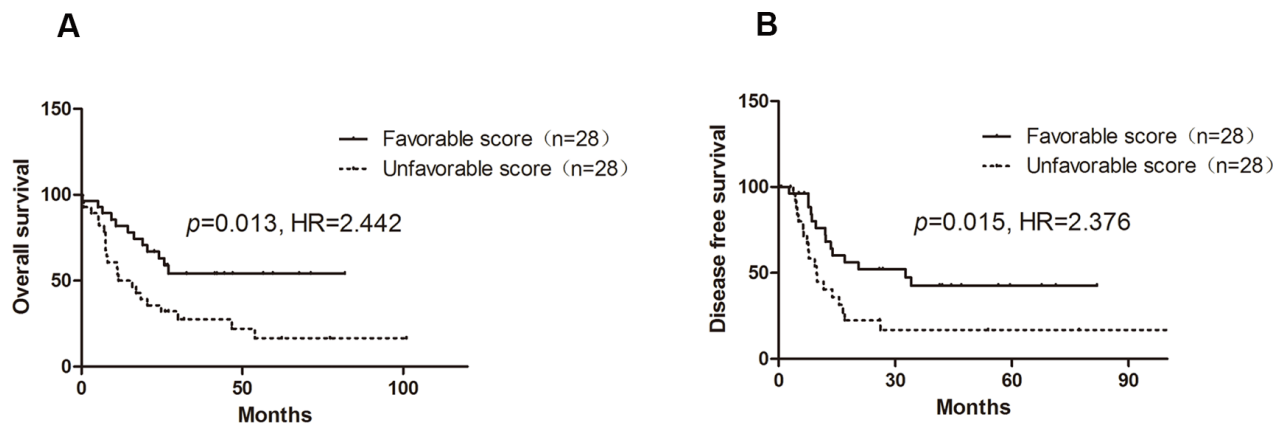 A
150
100
50
0
Overall survival
Favorable score（n=28）
Unfavorable score（n=28）
p=0.013, HR=2.442
0 50 100
Months
B
150
100
50
0
Disease free survival
Favorable score（n=28）
Unfavorable score（n=28）
p=0.015, HR=2.376
0 30 60 90
Months